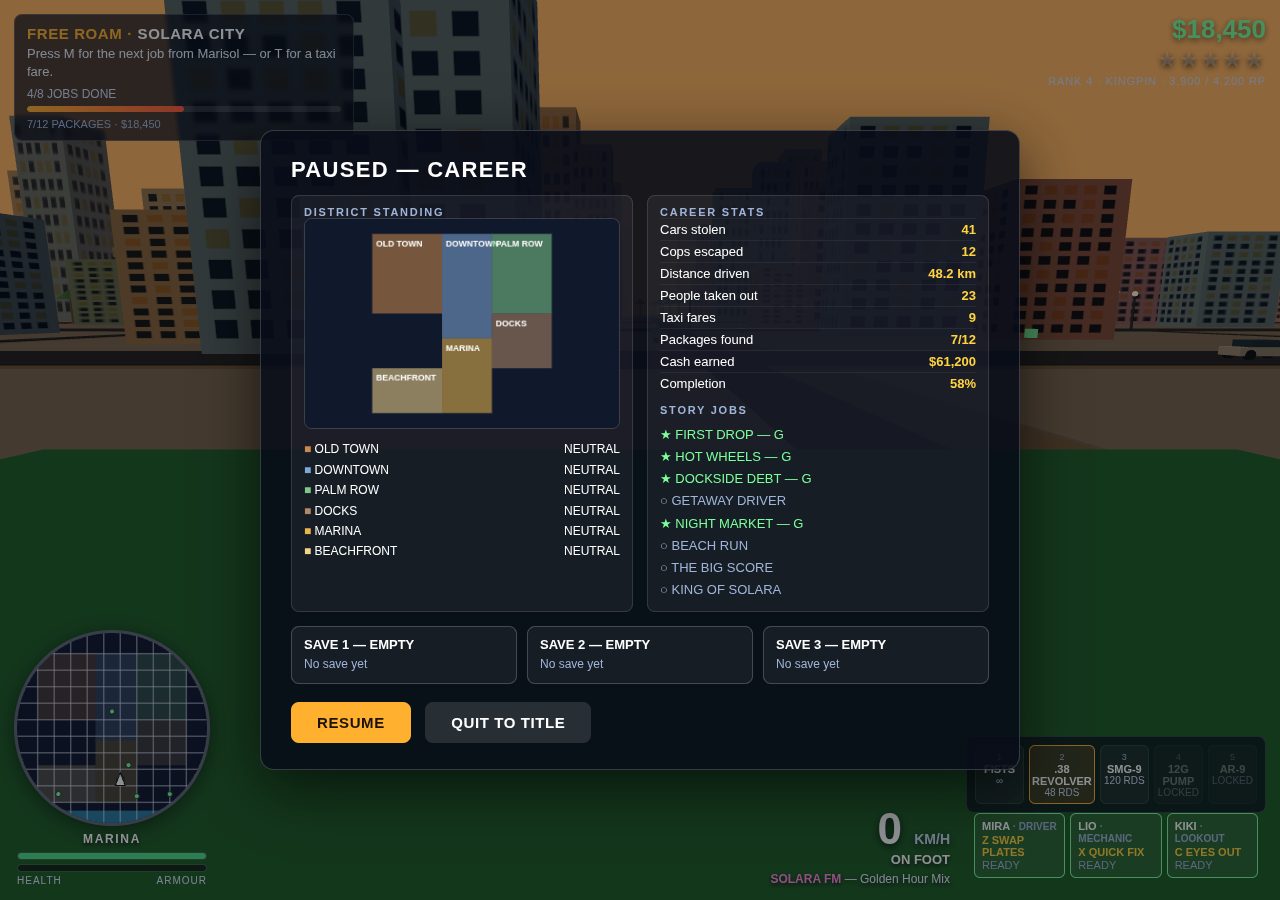 FREE ROAM · SOLARA CITY
Press M for the next job from Marisol — or T for a taxi
fare.
4/8 JOBS DONE
7/12 PACKAGES · $18,450
$18,450
★★★★★
RANK 4 · KINGPIN · 3,900 / 4,200 RP
PAUSED — CAREER
DISTRICT STANDING
OLD TOWN
DOWNTOWN
PALM ROW
DOCKS
MARINA
BEACHFRONT
OLD TOWN NEUTRAL
DOWNTOWN NEUTRAL
PALM ROW NEUTRAL
DOCKS NEUTRAL
MARINA NEUTRAL
BEACHFRONT NEUTRAL
CAREER STATS
Cars stolen 41
Cops escaped 12
Distance driven 48.2 km
People taken out 23
Taxi fares 9
Packages found 7/12
Cash earned $61,200
Completion 58%
STORY JOBS
★ FIRST DROP — G
★ HOT WHEELS — G
★ DOCKSIDE DEBT — G
○ GETAWAY DRIVER
★ NIGHT MARKET — G
○ BEACH RUN
○ THE BIG SCORE
○ KING OF SOLARA
SAVE 1 — EMPTY
No save yet
SAVE 2 — EMPTY
No save yet
SAVE 3 — EMPTY
No save yet
RESUME
QUIT TO TITLE
MARINA
HEALTH
ARMOUR
0 KM/H
ON FOOT
SOLARA FM — Golden Hour Mix
1
FISTS
∞
2
.38
REVOLVER
48 RDS
3
SMG-9
120 RDS
4
12G
PUMP
LOCKED
5
AR-9
LOCKED
MIRA · DRIVER
Z SWAP
PLATES
READY
LIO ·
MECHANIC
X QUICK FIX
READY
KIKI ·
LOOKOUT
C EYES OUT
READY